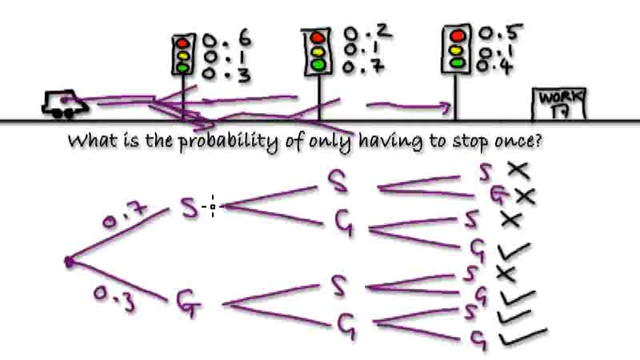 0.6 0.2 0.5
0.1 0.1 0.1
0.3 0.7 0.4
WORK
What is the probability of only having to stop once?
S S X
G X
0.7 S
G S X
G ✓
S S X
0.3 G
G ✓
G S ✓
G ✓